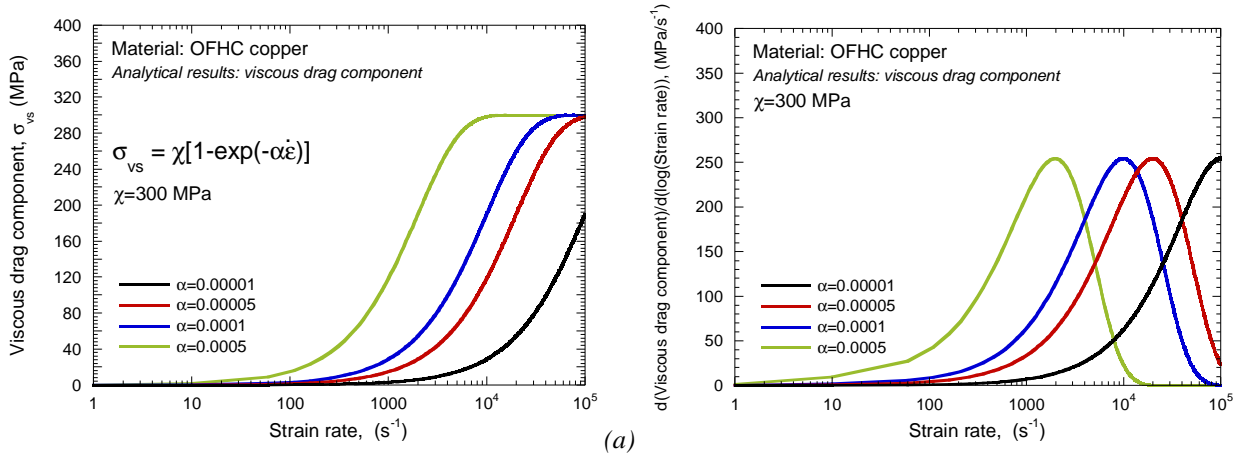 Viscous drag component, σvs (MPa)
400
360
320
280
240
200
160
120
80
40
0
Material: OFHC copper
Analytical results: viscous drag component
σvs = χ[1-exp(-αε̇)]
χ=300 MPa
α=0.00001
α=0.00005
α=0.0001
α=0.0005
1
10
100
1000
10⁴
10⁵
Strain rate, (s⁻¹)
(a)
d(Viscous drag component)/d(log(Strain rate)), (MPa/s⁻¹)
400
350
300
250
200
150
100
50
0
Material: OFHC copper
Analytical results: viscous drag component
χ=300 MPa
α=0.00001
α=0.00005
α=0.0001
α=0.0005
1
10
100
1000
10⁴
10⁵
Strain rate, (s⁻¹)